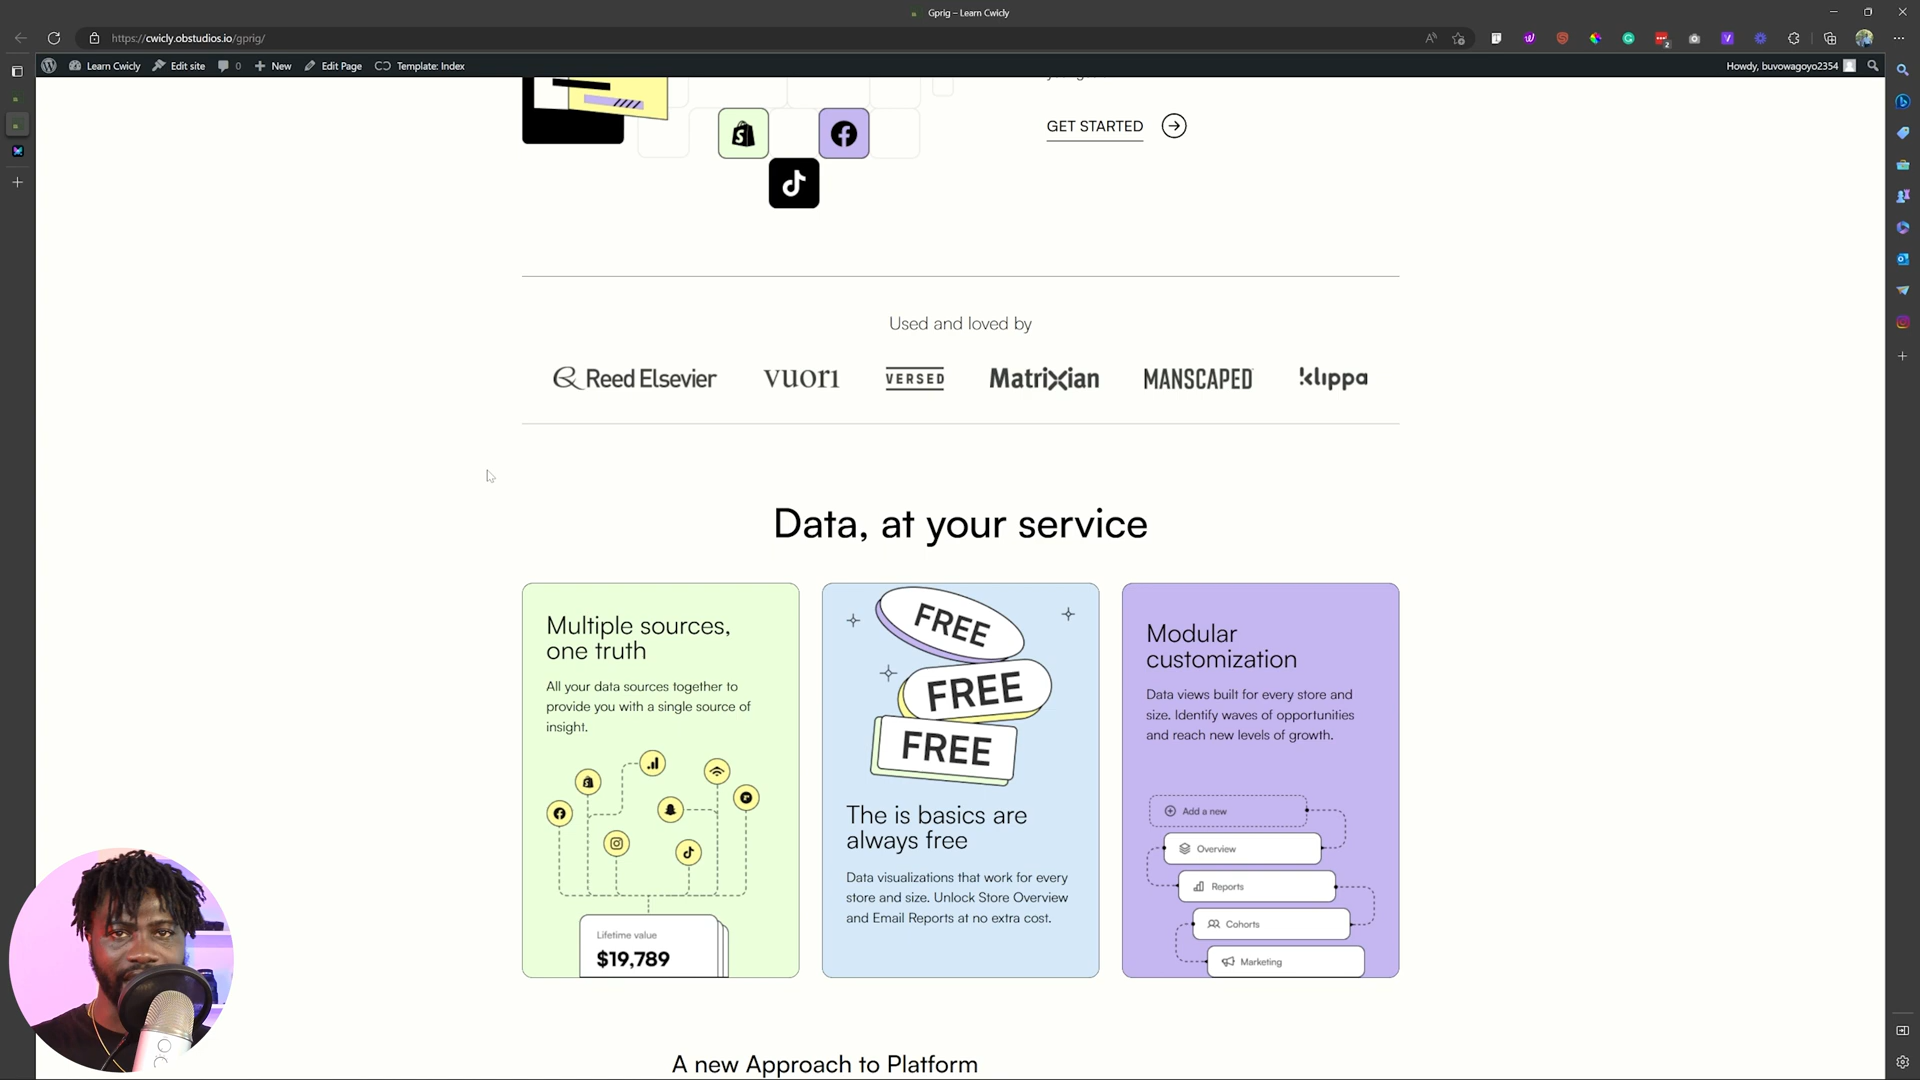 Gprig – Learn Cwicly
https://cwicly.obstudios.io/gprig/
Learn Cwicly
Edit site
0
New
Edit Page
Template: Index
Howdy, buvowagoyo2354
GET STARTED
Used and loved by
Reed Elsevier
vuori
VERSED
Matrixian
MANSCAPED
klippa
Data, at your service
Multiple sources,
one truth
All your data sources together to
provide you with a single source of
insight.
Lifetime value
$19,789
FREE
FREE
FREE
The is basics are
always free
Data visualizations that work for every
store and size. Unlock Store Overview
and Email Reports at no extra cost.
Modular
customization
Data views built for every store and
size. Identify waves of opportunities
and reach new levels of growth.
Add a new
Overview
Reports
Cohorts
Marketing
A new Approach to Platform